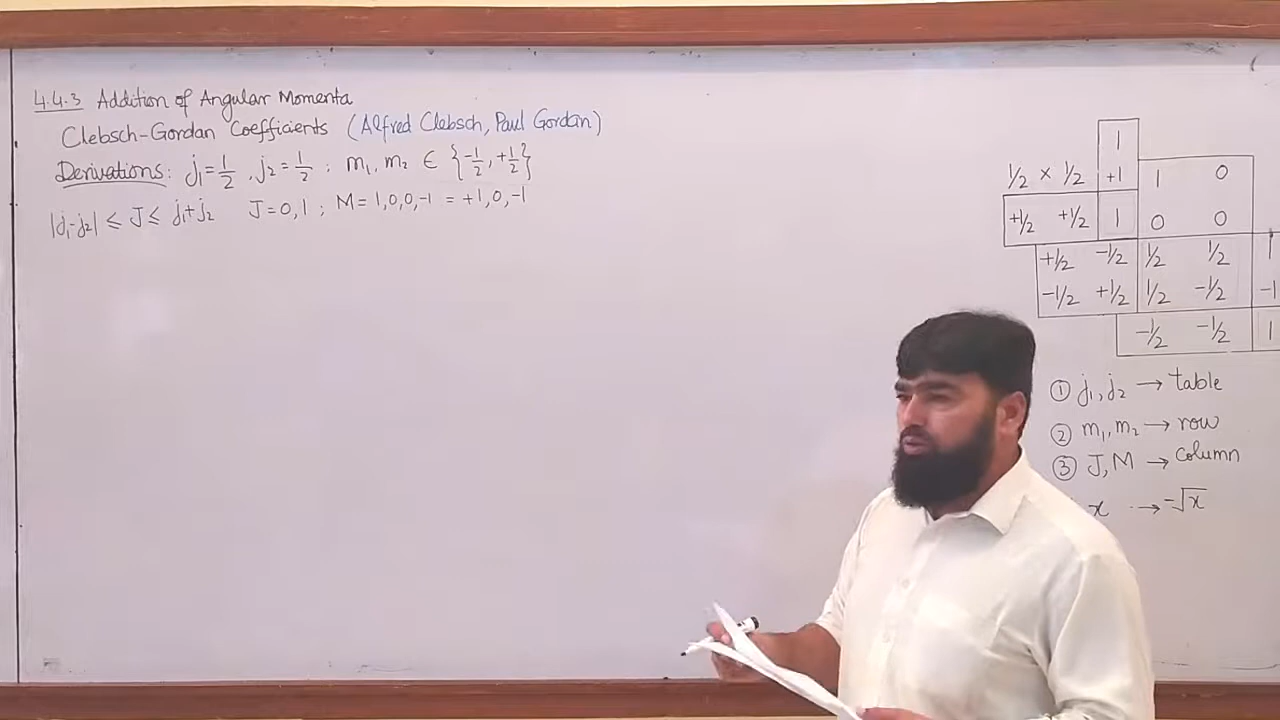 4.4.3 Addition of Angular Momenta
Clebsch-Gordan Coefficients (Alfred Clebsch, Paul Gordan)
Derivations: j₁=1/2, j₂=1/2; m₁, m₂ ∈ {-1/2, +1/2}
|j₁-j₂| ≤ J ≤ j₁+j₂ J=0,1; M=1,0,0,-1 = +1,0,-1
1
1/2 × 1/2 +1 1 0
+1/2 +1/2 1 0 0
+1/2 -1/2 1/2 1/2 1
-1/2 +1/2 1/2 -1/2 -1
-1/2 -1/2 1
① j₁, j₂ → table
② m₁, m₂ → row
③ J, M → column
x → -√x